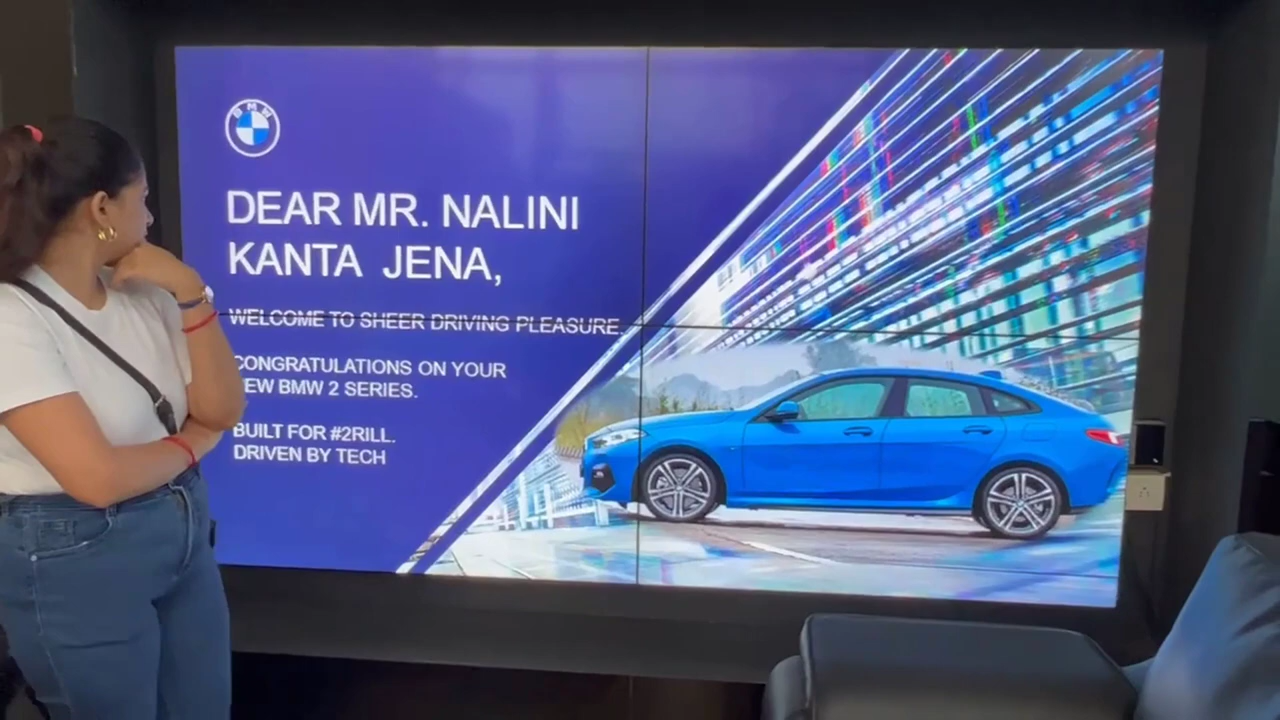 BMW
DEAR MR. NALINI
KANTA JENA,
WELCOME TO SHEER DRIVING PLEASURE.
CONGRATULATIONS ON YOUR
EW BMW 2 SERIES.
BUILT FOR #2RILL.
DRIVEN BY TECH